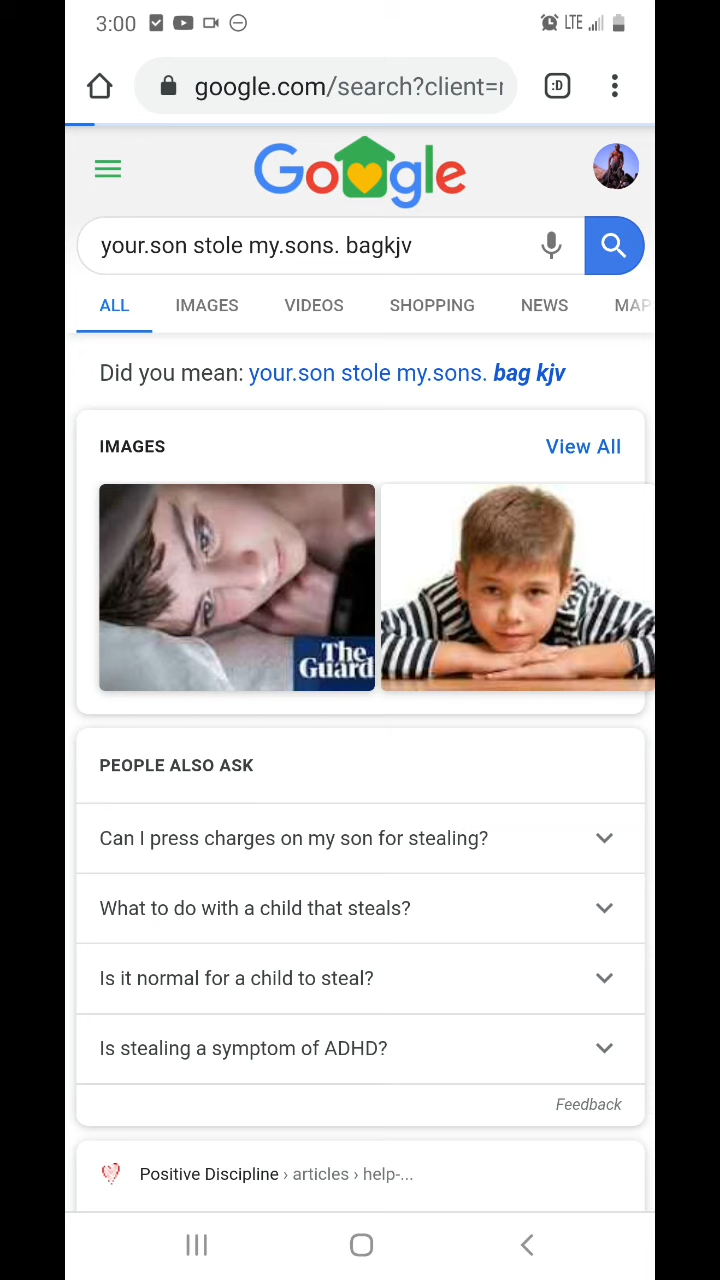 3:00
LTE
google.com/search?client=
:D
Google
your.son stole my.sons. bagkjv
ALL IMAGES VIDEOS SHOPPING NEWS MAP
Did you mean: your.son stole my.sons. bag kjv
IMAGES View All
The
Guard
PEOPLE ALSO ASK
Can I press charges on my son for stealing?
What to do with a child that steals?
Is it normal for a child to steal?
Is stealing a symptom of ADHD?
Feedback
Positive Discipline › articles › help-...